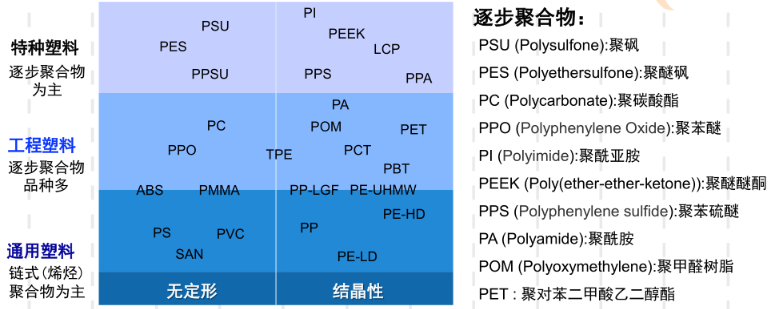 特种塑料
逐步聚合物
为主
工程塑料
逐步聚合物
品种多
通用塑料
链式(烯烃)
聚合物为主
PSU
PES
PPSU
PI
PEEK
LCP
PPS
PPA
PC
PPO
TPE
PA
POM
PET
PCT
PBT
ABS
PMMA
PP-LGF
PE-UHMW
PS
PVC
SAN
PP
PE-HD
PE-LD
无定形
结晶性
逐步聚合物：
PSU (Polysulfone):聚砜
PES (Polyethersulfone):聚醚砜
PC (Polycarbonate):聚碳酸酯
PPO (Polyphenylene Oxide):聚苯醚
PI (Polyimide):聚酰亚胺
PEEK (Poly(ether-ether-ketone)):聚醚醚酮
PPS (Polyphenylene sulfide):聚苯硫醚
PA (Polyamide):聚酰胺
POM (Polyoxymethylene):聚甲醛树脂
PET : 聚对苯二甲酸乙二醇酯